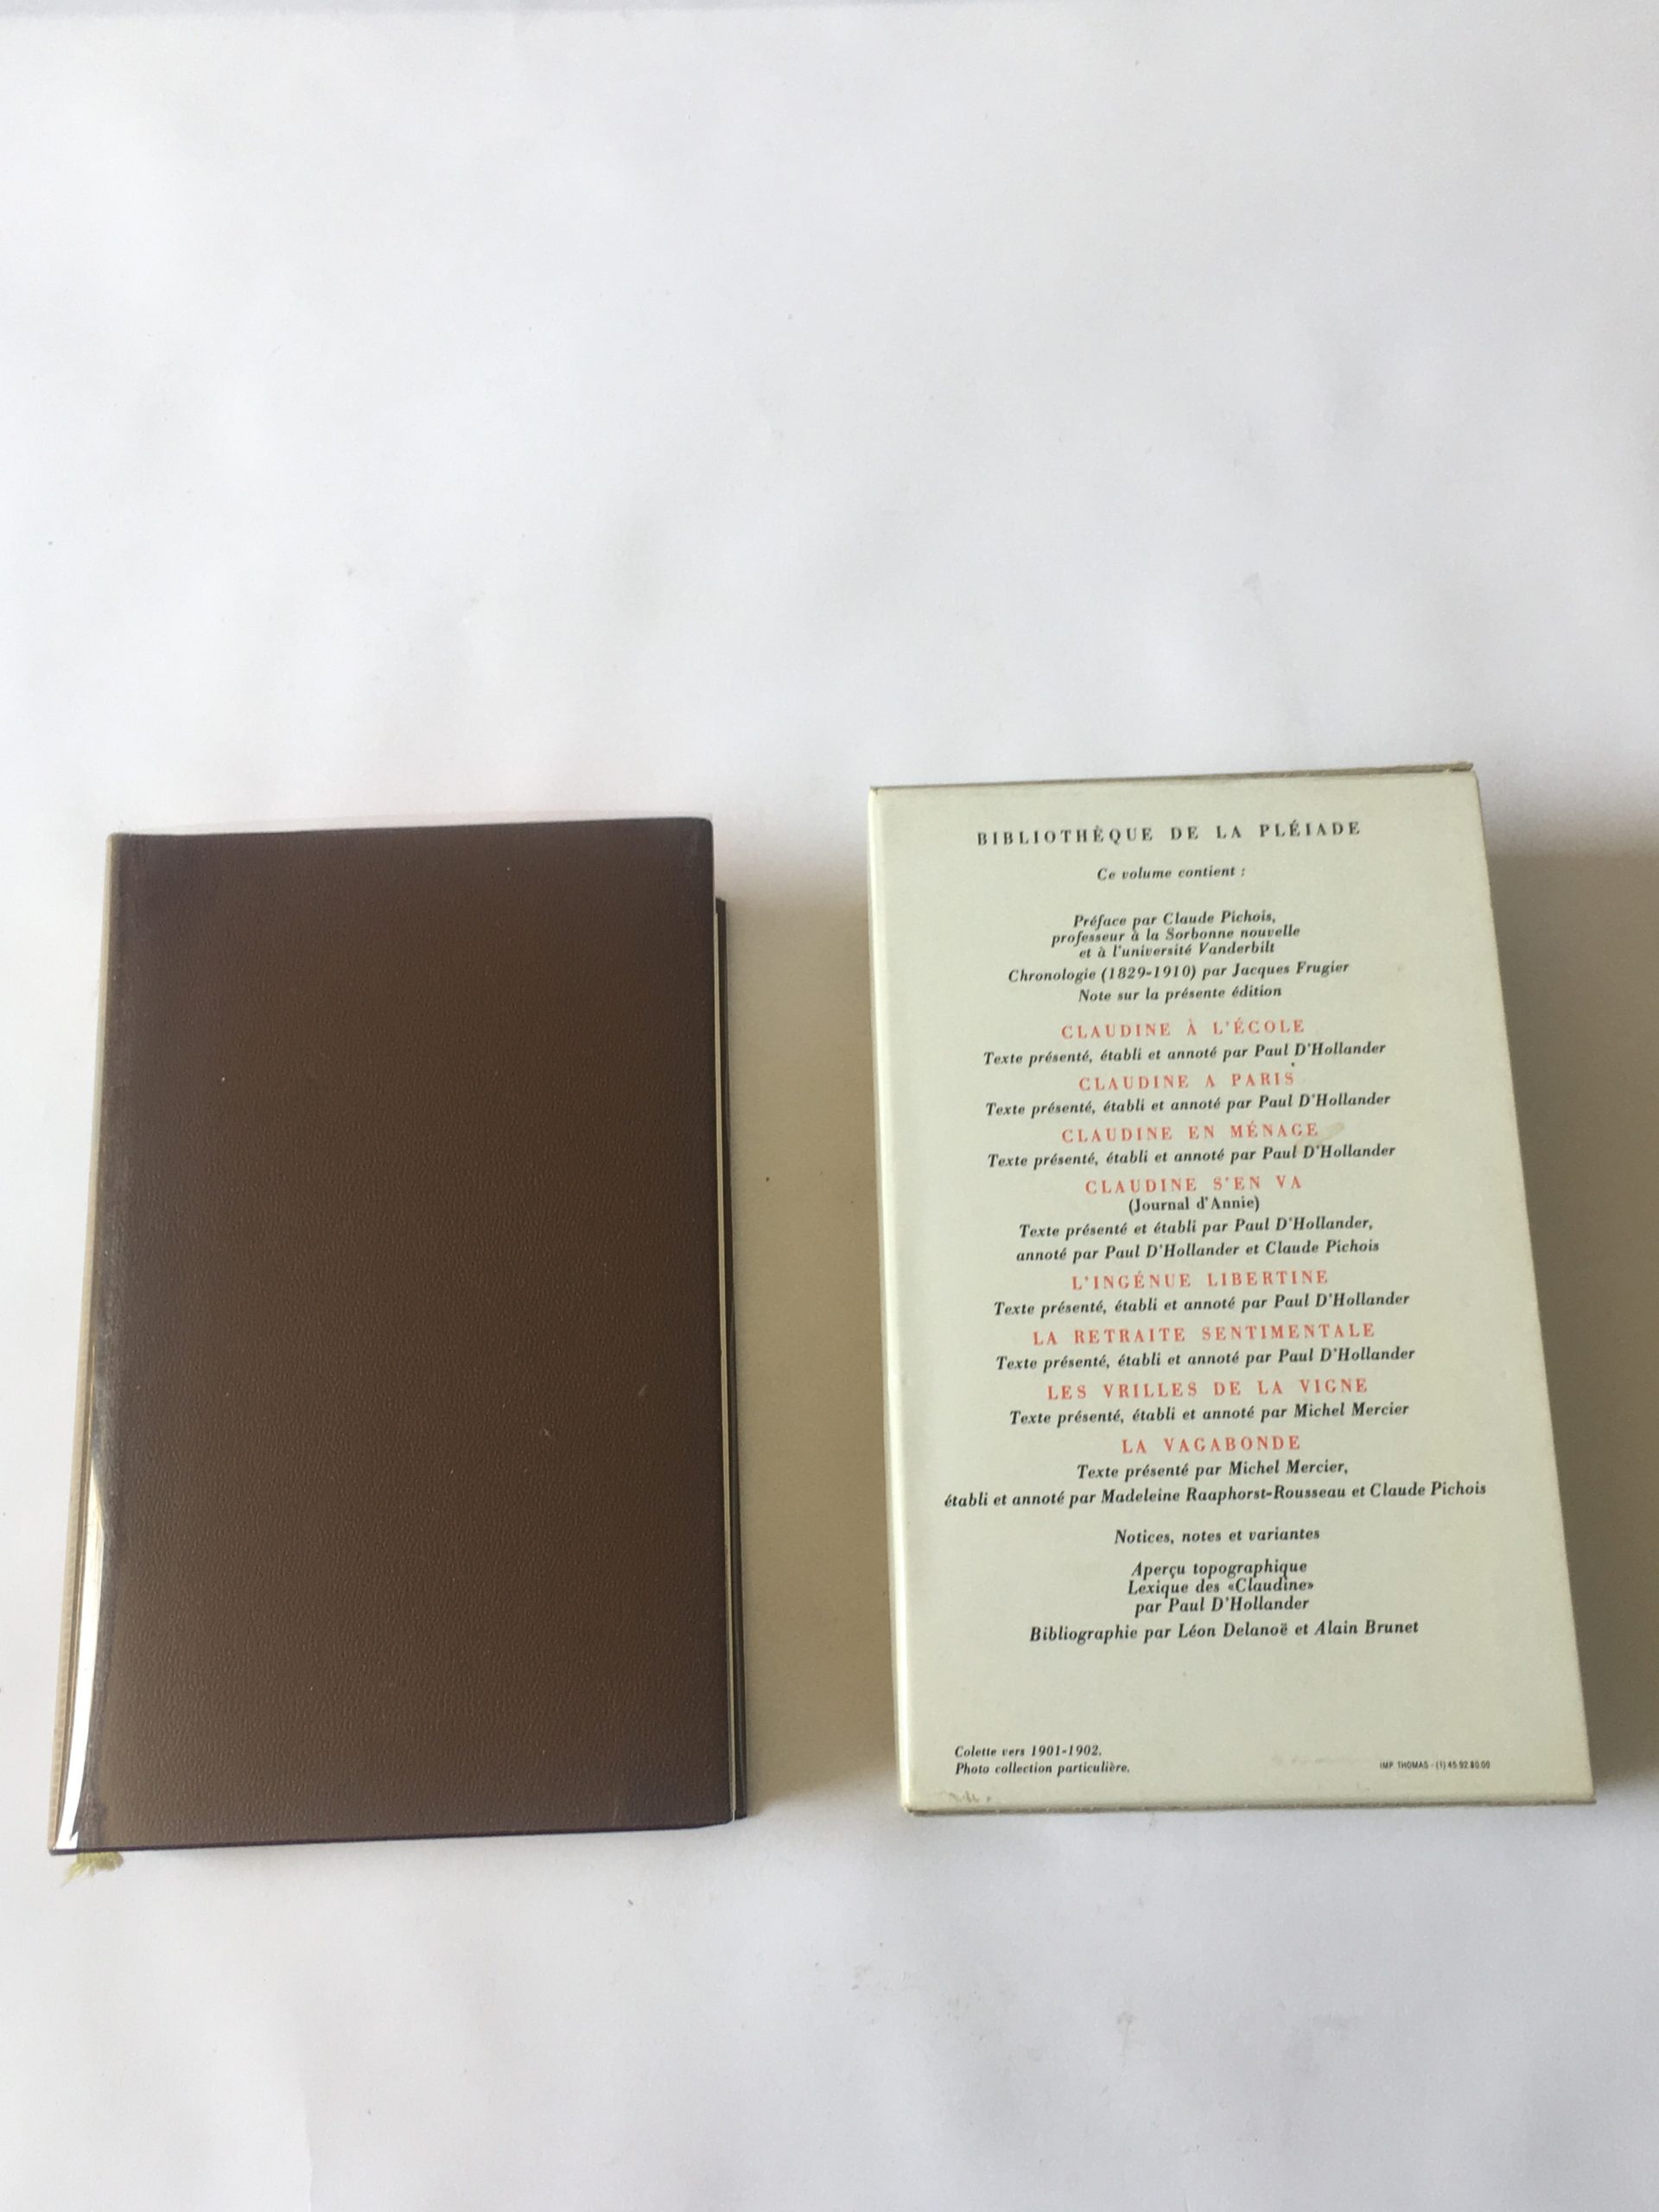 BIBLIOTHÈQUE DE LA PLÉIADE
Ce volume contient :
Préface par Claude Pichois,
professeur à la Sorbonne nouvelle
et à l'université Vanderbilt
Chronologie (1829-1910) par Jacques Frugier
Note sur la présente édition
CLAUDINE À L'ÉCOLE
Texte présenté, établi et annoté par Paul D'Hollander
CLAUDINE A PARIS
Texte présenté, établi et annoté par Paul D'Hollander
CLAUDINE EN MÉNAGE
Texte présenté, établi et annoté par Paul D'Hollander
CLAUDINE S'EN VA
(Journal d'Annie)
Texte présenté et établi par Paul D'Hollander,
annoté par Paul D'Hollander et Claude Pichois
L'INGÉNUE LIBERTINE
Texte présenté, établi et annoté par Paul D'Hollander
LA RETRAITE SENTIMENTALE
Texte présenté, établi et annoté par Paul D'Hollander
LES VRILLES DE LA VIGNE
Texte présenté, établi et annoté par Michel Mercier
LA VAGABONDE
Texte présenté par Michel Mercier,
établi et annoté par Madeleine Raaphorst-Rousseau et Claude Pichois
Notices, notes et variantes
Aperçu topographique
Lexique des «Claudine»
par Paul D'Hollander
Bibliographie par Léon Delanoë et Alain Brunet
Colette vers 1901-1902.
Photo collection particulière.
IMP. THOMAS - (1) 45.92.80.00